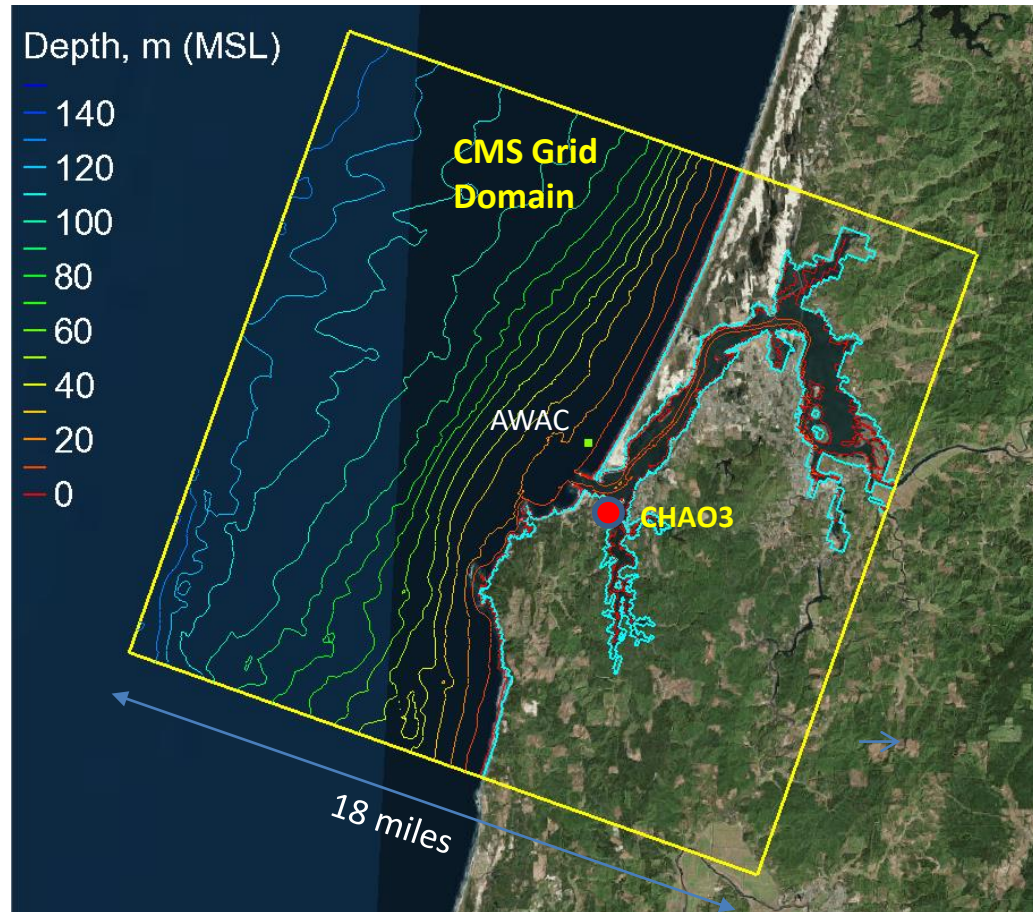 Depth, m (MSL)
140
120
100
80
60
40
20
0
CMS Grid
Domain
AWAC
CHAO3
18 miles